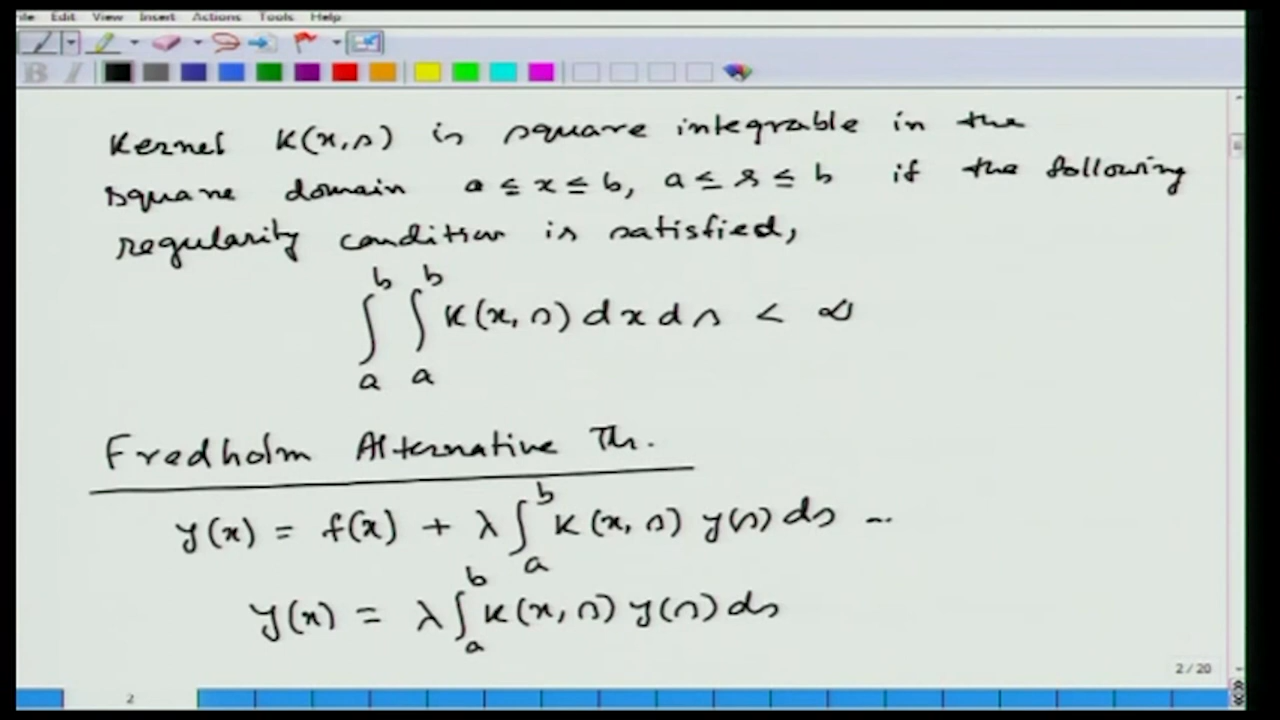 File Edit View Insert Actions Tools Help
B I
Kernel K(x,s) is square integrable in the
square domain a ≤ x ≤ b, a ≤ s ≤ b if the following
regularity condition is satisfied,
∫_a^b ∫_a^b K(x,s) dx ds < ∞
Fredholm Alternative Th.
y(x) = f(x) + λ ∫_a^b K(x,s) y(s) ds ...
y(x) = λ ∫_a^b K(x,s) y(s) ds
2 / 20
2